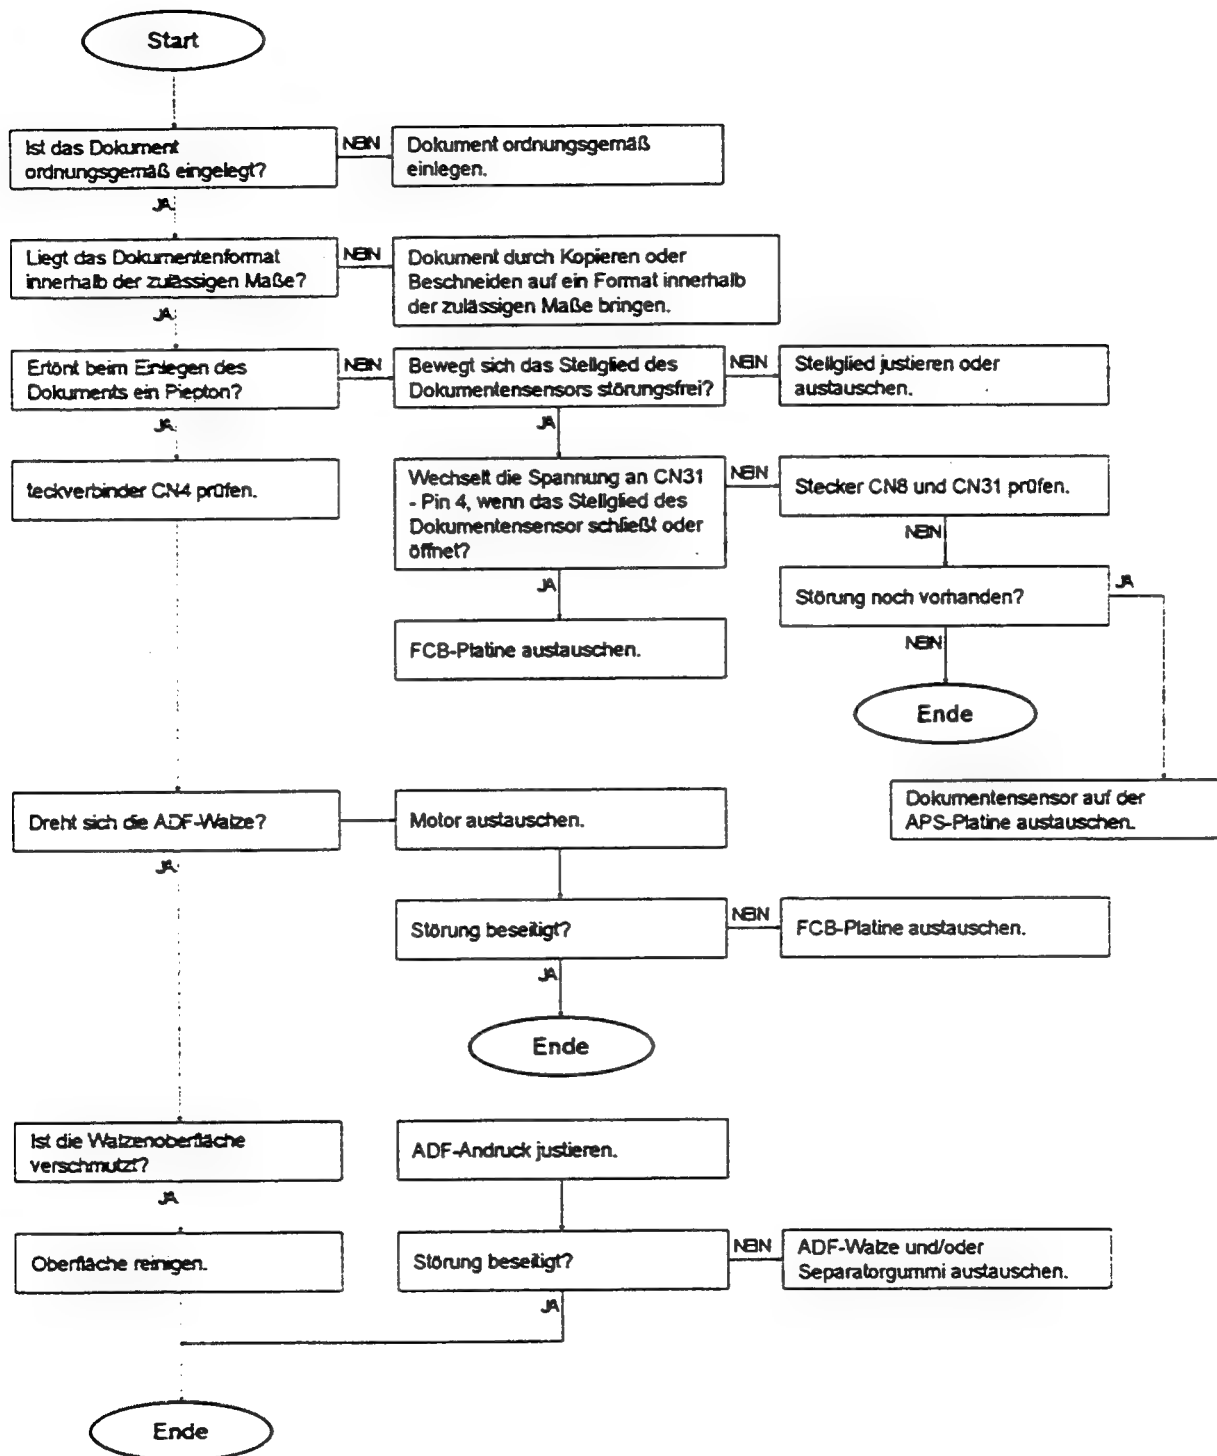 Start
Ist das Dokument
ordnungsgemäß eingelegt?
NEIN
Dokument ordnungsgemäß
einlegen.
JA
Liegt das Dokumentenformat
innerhalb der zulässigen Maße?
NEIN
Dokument durch Kopieren oder
Beschneiden auf ein Format innerhalb
der zulässigen Maße bringen.
JA
Ertönt beim Einlegen des
Dokuments ein Piepton?
NEIN
Bewegt sich das Stellglied des
Dokumentensensors störungsfrei?
NEIN
Stellglied justieren oder
austauschen.
JA
JA
teckverbinder CN4 prüfen.
Wechselt die Spannung an CN31
- Pin 4, wenn das Stellglied des
Dokumentensensor schließt oder
öffnet?
NEIN
Stecker CN8 und CN31 prüfen.
NEIN
JA
Störung noch vorhanden?
JA
FCB-Platine austauschen.
NEIN
Ende
Dokumentensensor auf der
APS-Platine austauschen.
Dreht sich die ADF-Walze?
Motor austauschen.
JA
Störung beseitigt?
NEIN
FCB-Platine austauschen.
JA
Ende
Ist die Walzenoberfläche
verschmutzt?
ADF-Andruck justieren.
JA
Oberfläche reinigen.
Störung beseitigt?
NEIN
ADF-Walze und/oder
Separatorgummi austauschen.
JA
Ende